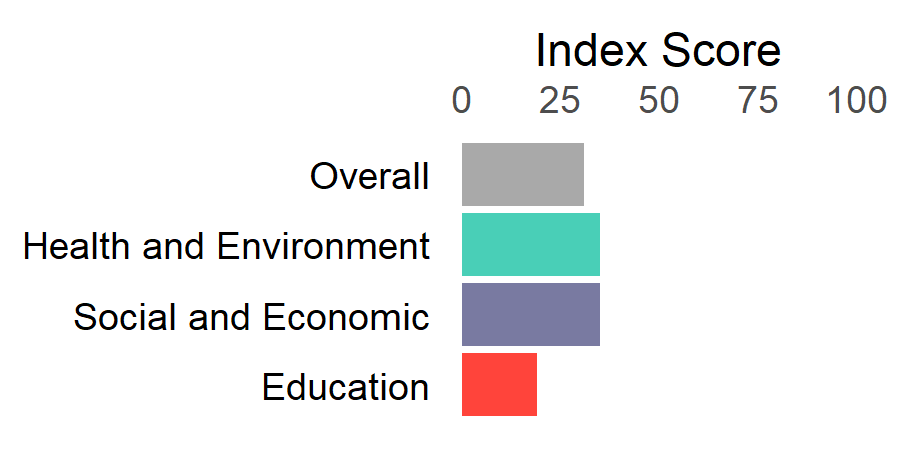 Index Score
0 25 50 75 100
Overall
Health and Environment
Social and Economic
Education